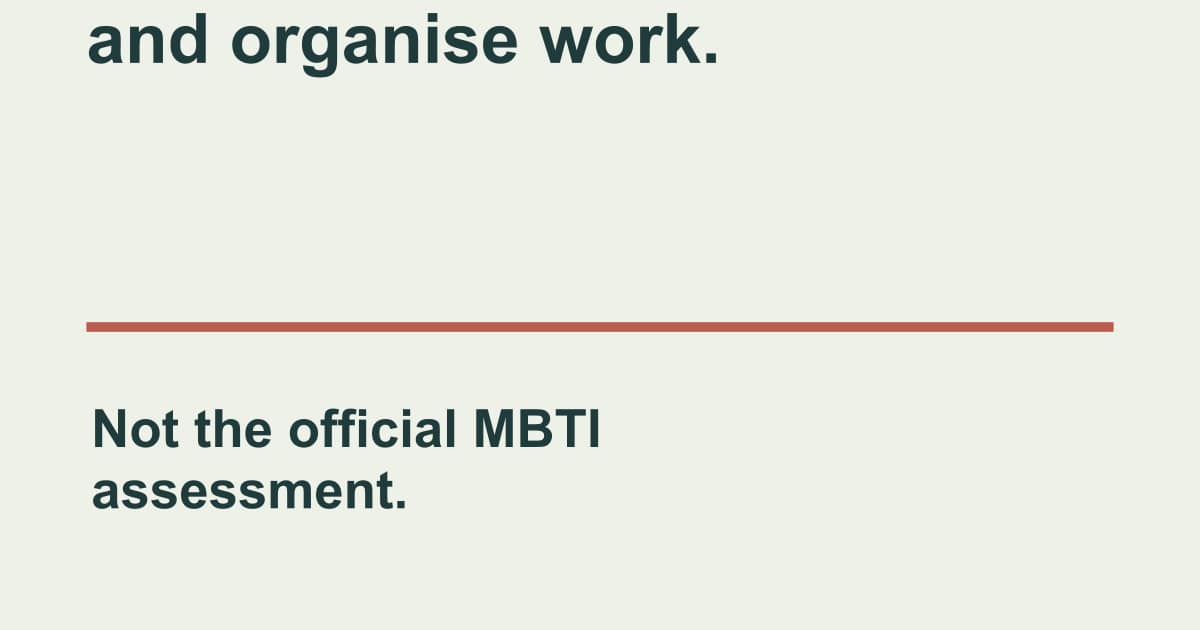 and organise work.
Not the official MBTI
assessment.